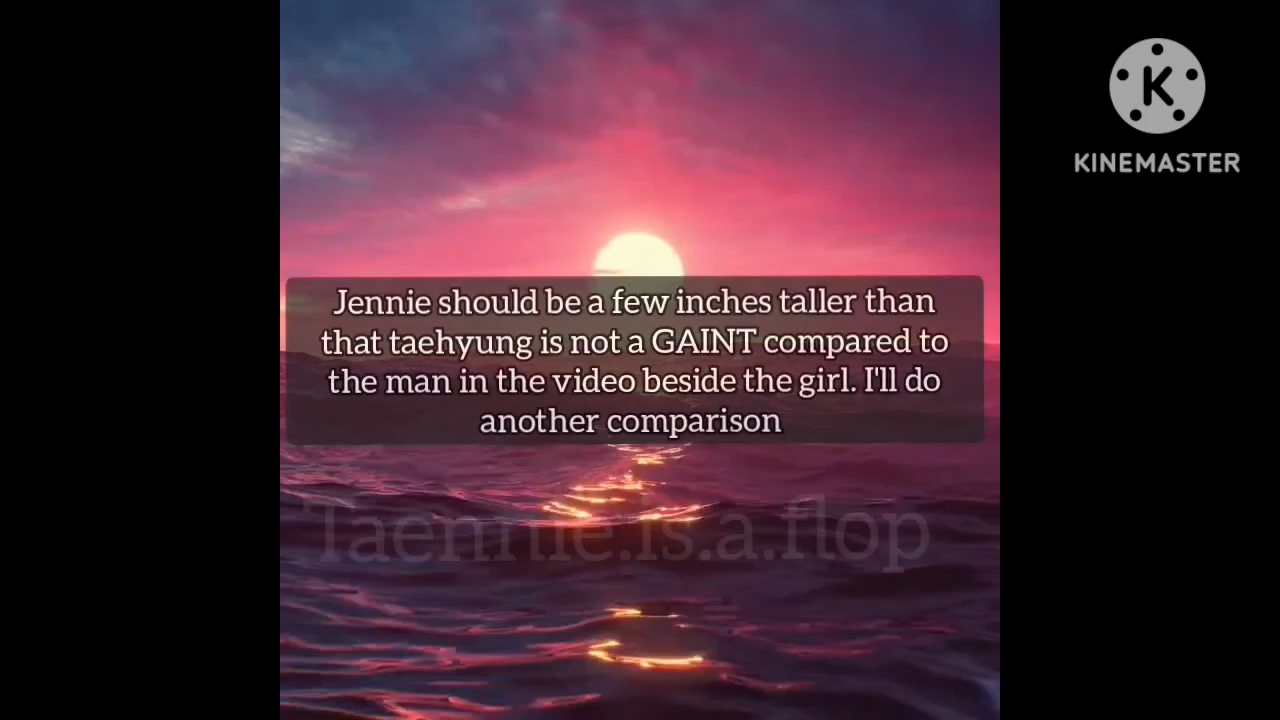 K
KINEMASTER
Jennie should be a few inches taller than
that taehyung is not a GAINT compared to
the man in the video beside the girl. I'll do
another comparison
Taennie.is.a.flop